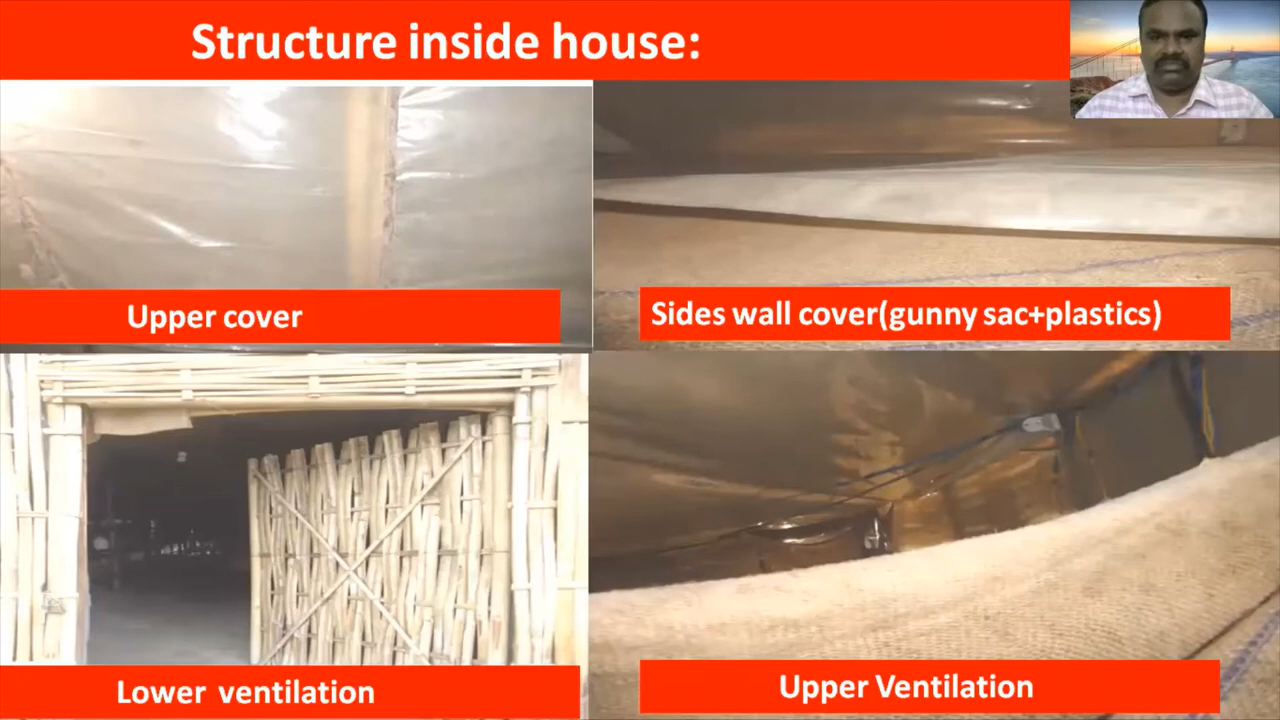 Structure inside house:
Upper cover
Sides wall cover(gunny sac+plastics)
Lower ventilation
Upper Ventilation